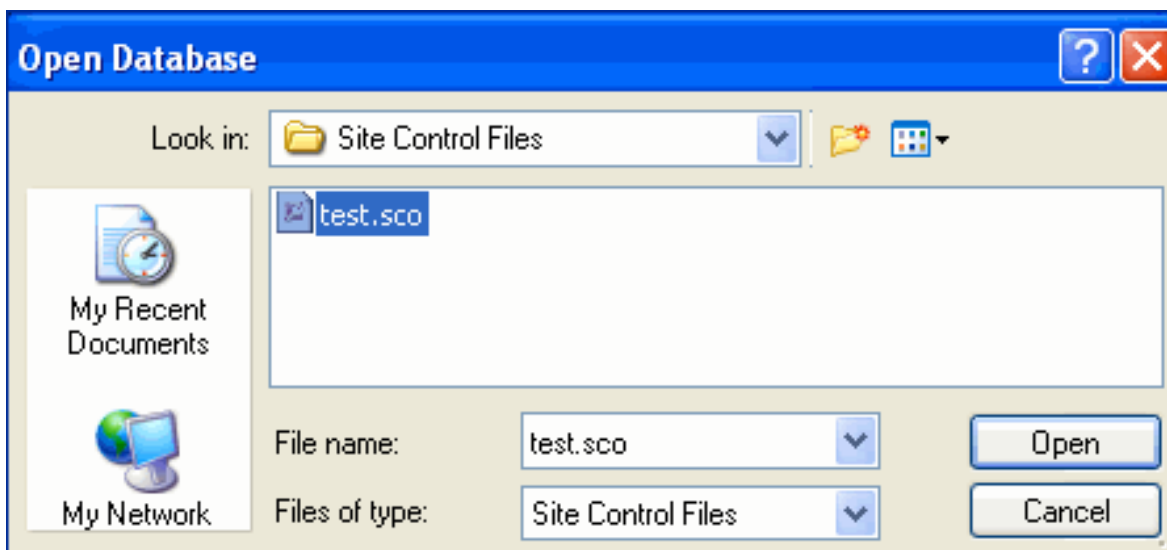 Open Database
?
Look in:
Site Control Files
test.sco
My Recent
Documents
My Network
File name:
test.sco
Open
Files of type:
Site Control Files
Cancel